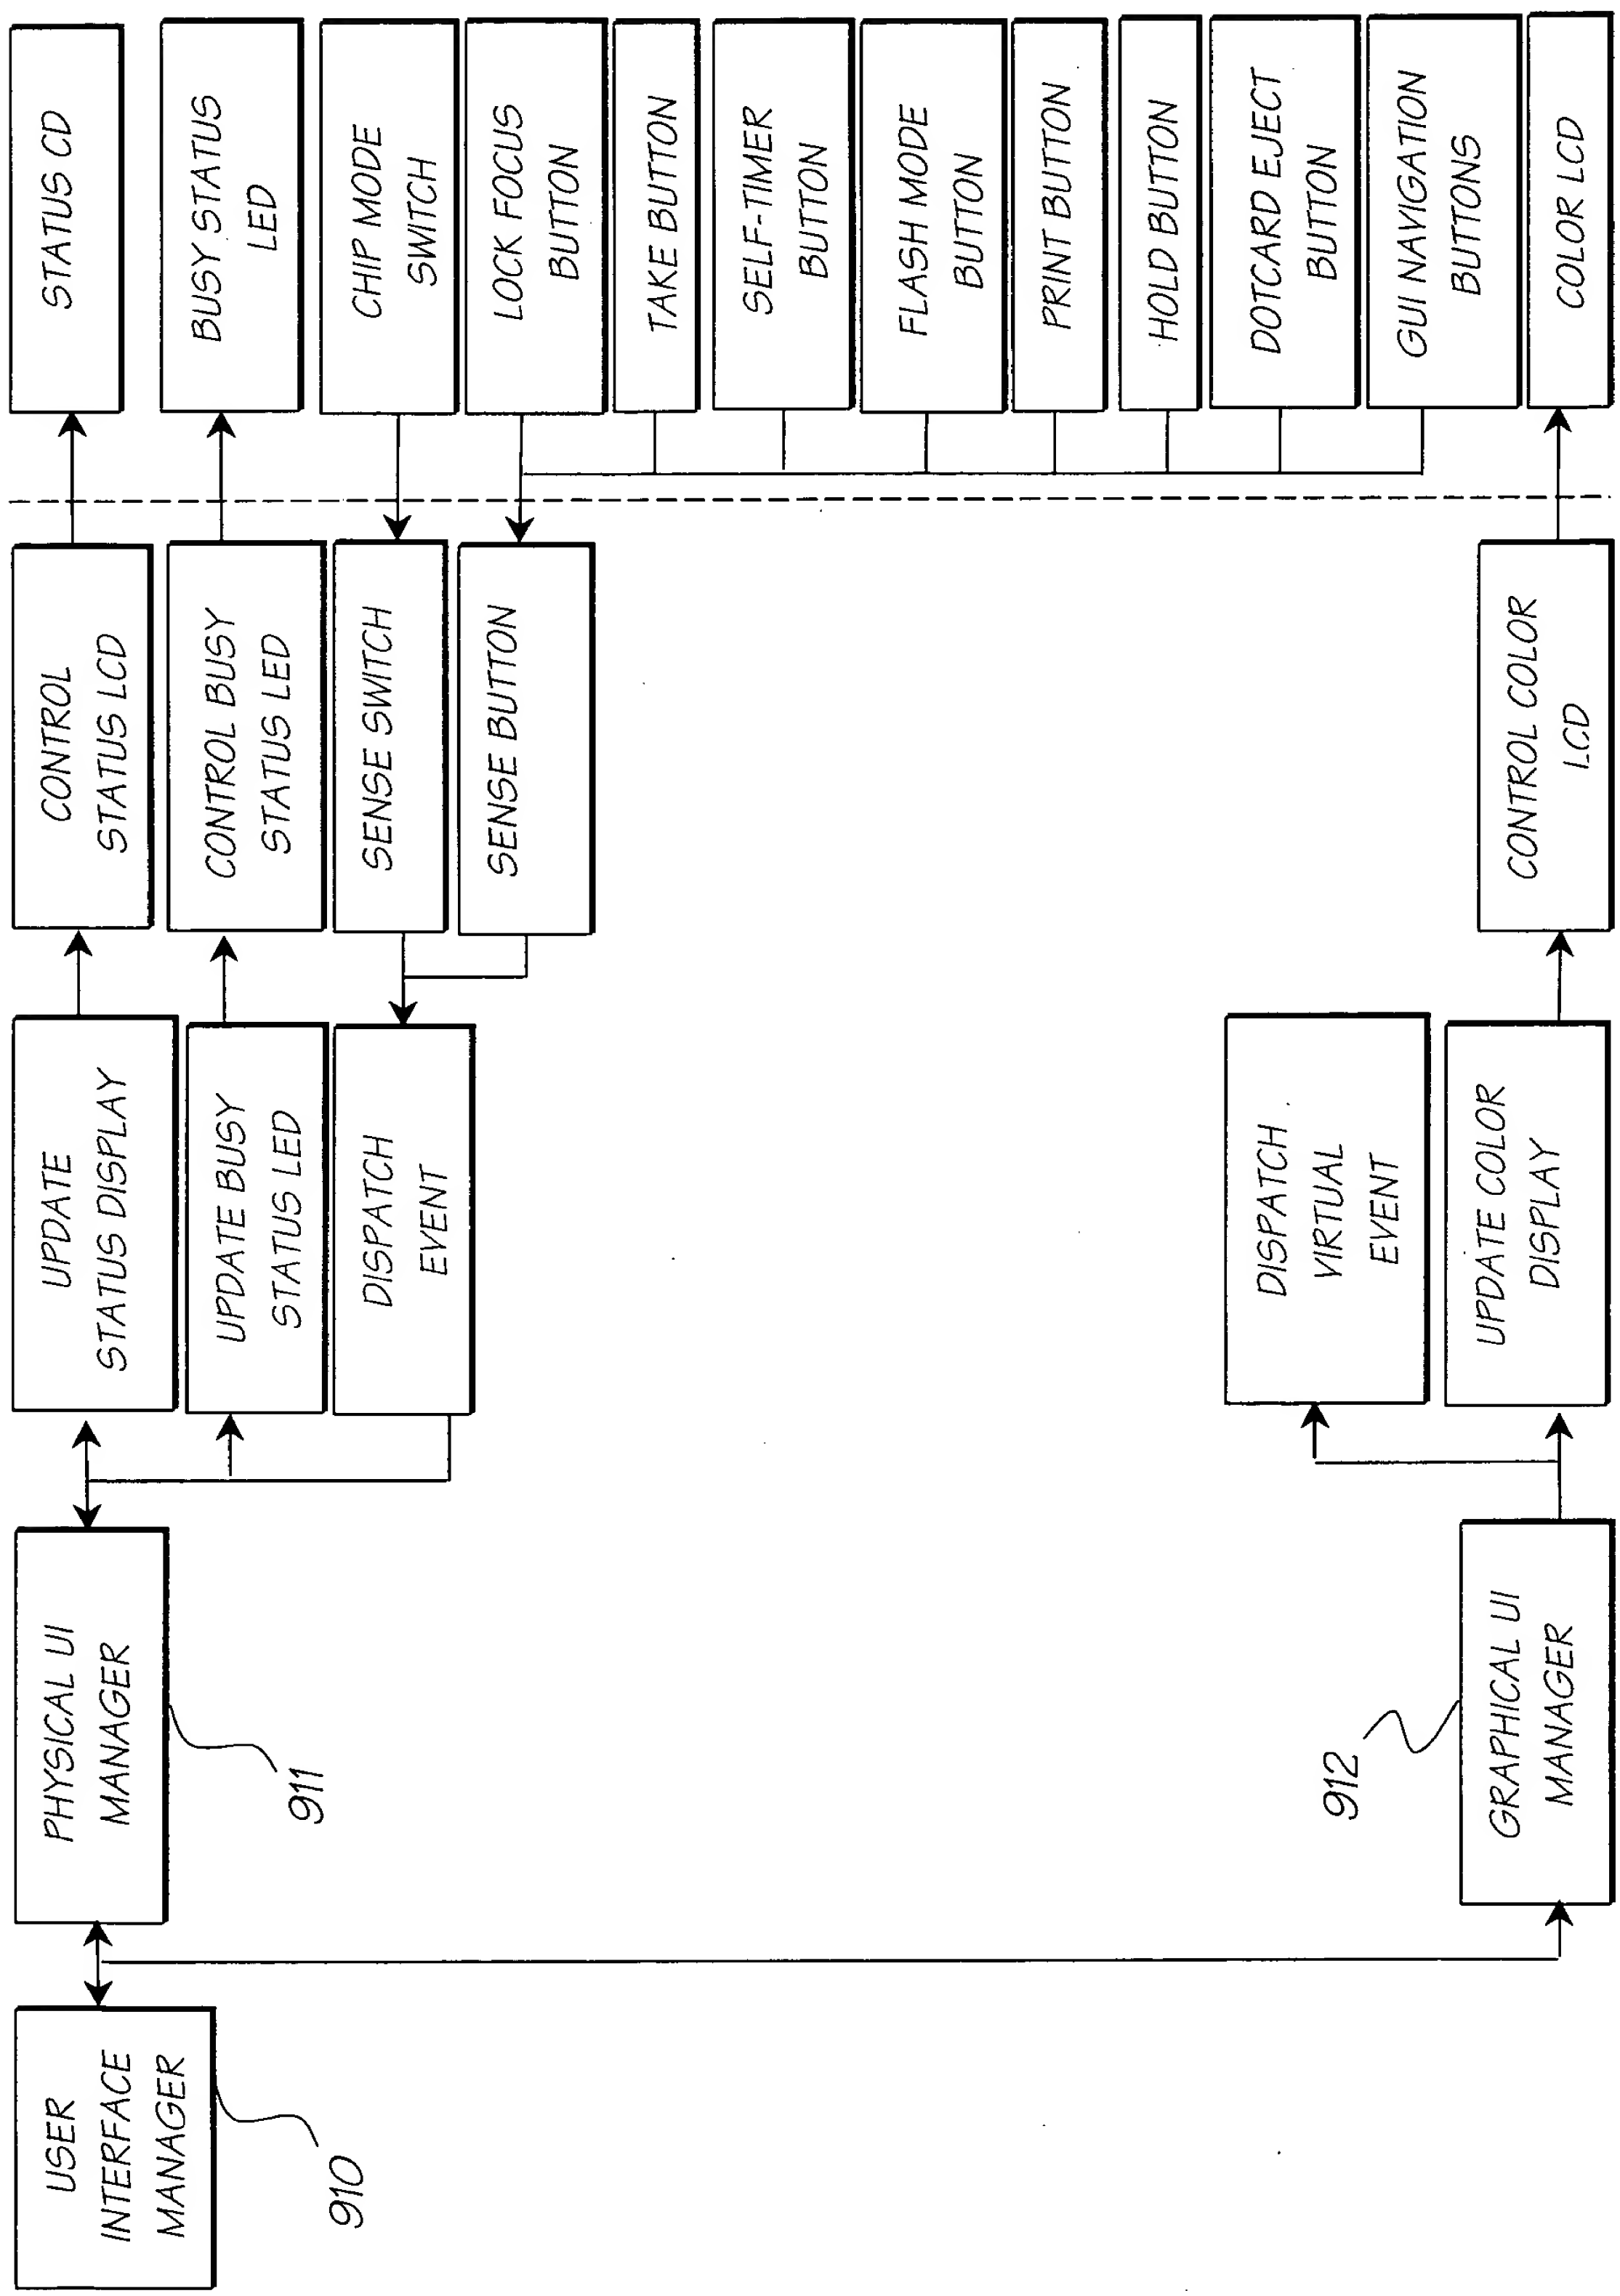 USER
INTERFACE
MANAGER
910
PHYSICAL UI
MANAGER
911
GRAPHICAL UI
MANAGER
912
UPDATE
STATUS DISPLAY
UPDATE BUSY
STATUS LED
DISPATCH
EVENT
DISPATCH
VIRTUAL
EVENT
UPDATE COLOR
DISPLAY
CONTROL
STATUS LCD
CONTROL BUSY
STATUS LED
SENSE SWITCH
SENSE BUTTON
CONTROL COLOR
LCD
STATUS CD
BUSY STATUS
LED
CHIP MODE
SWITCH
LOCK FOCUS
BUTTON
TAKE BUTTON
SELF-TIMER
BUTTON
FLASH MODE
BUTTON
PRINT BUTTON
HOLD BUTTON
DOTCARD EJECT
BUTTON
GUI NAVIGATION
BUTTONS
COLOR LCD